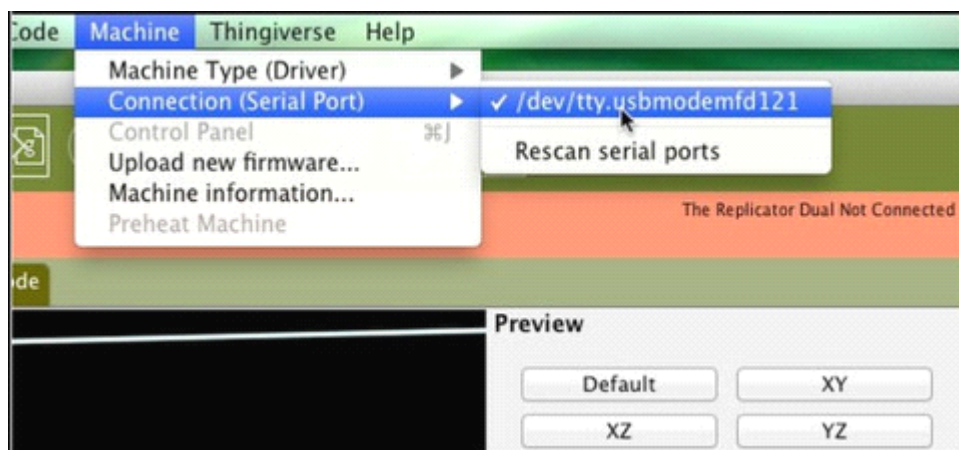 Code Machine Thingiverse Help
Machine Type (Driver)
Connection (Serial Port)
✓ /dev/tty.usbmodemfd121
Control Panel ⌘J
Rescan serial ports
Upload new firmware...
Machine information...
Preheat Machine
The Replicator Dual Not Connected
ode
Preview
Default XY
XZ YZ